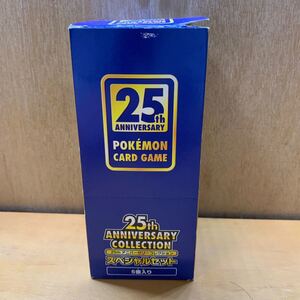 25th
ANNIVERSARY
POKÉMON
CARD GAME
25th
ANNIVERSARY
COLLECTION
スペシャルセット
6個入り